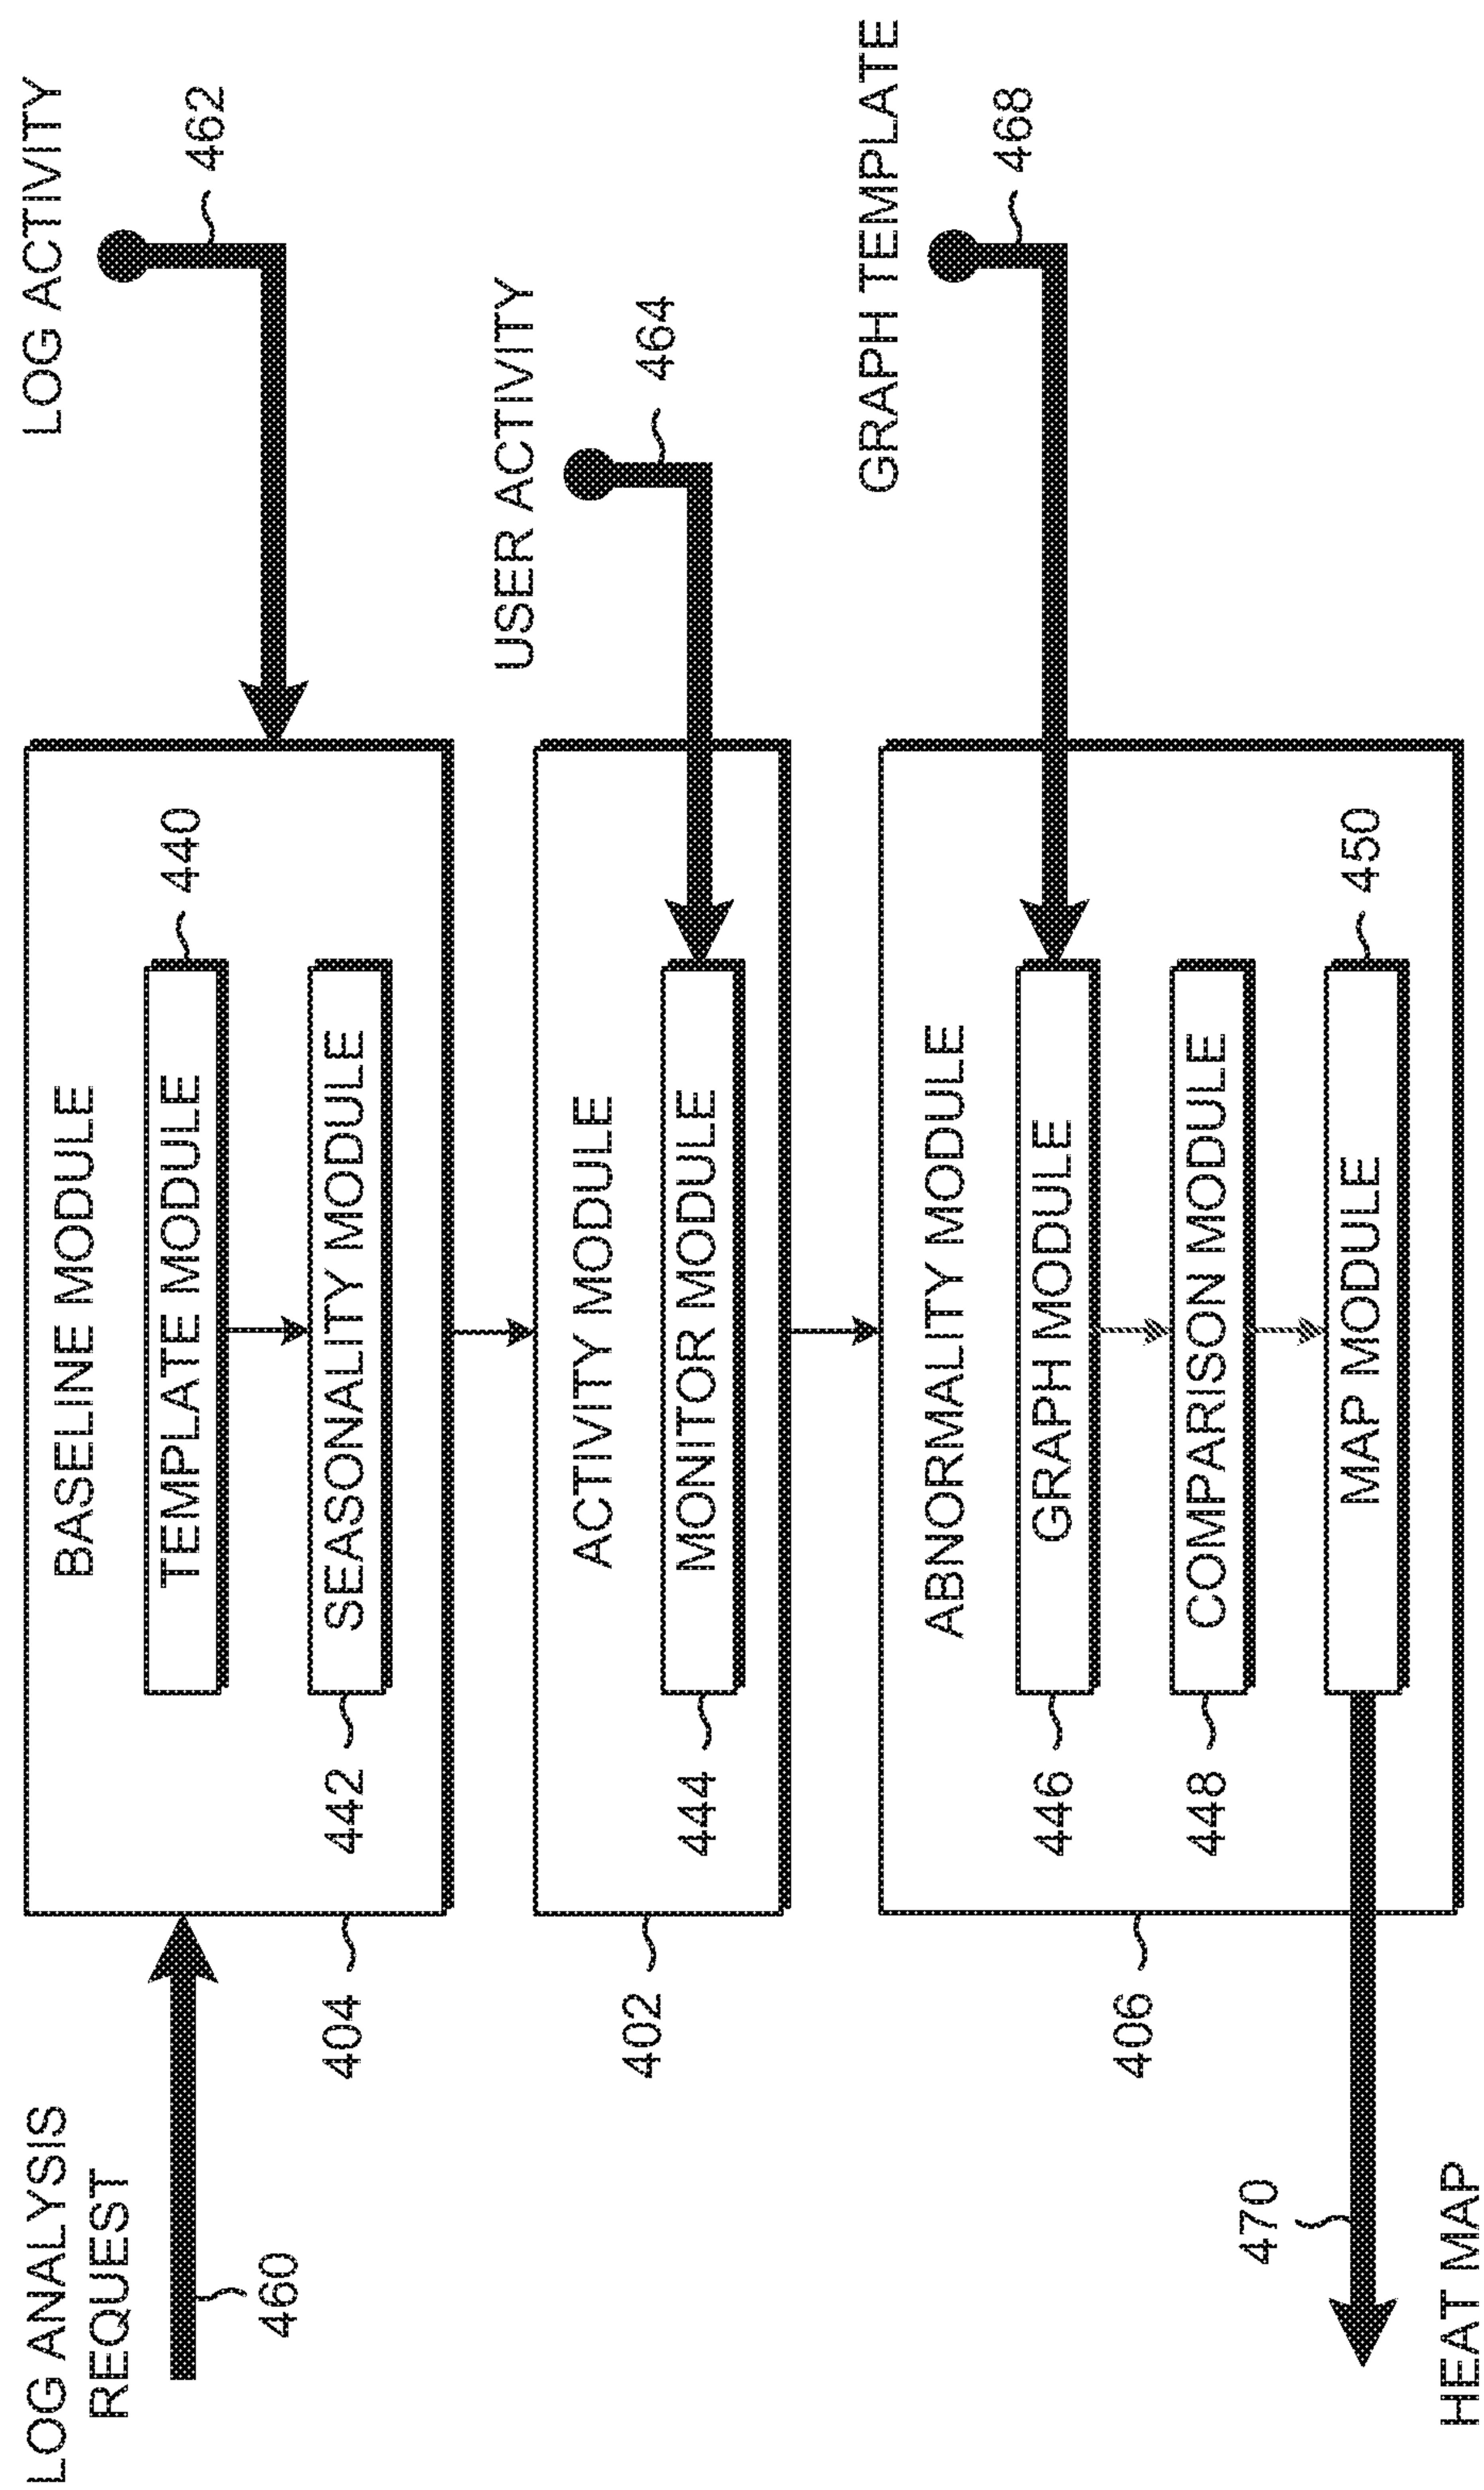 LOG ANALYSIS
REQUEST
460
BASELINE MODULE
TEMPLATE MODULE
440
SEASONALITY MODULE
442
404
LOG ACTIVITY
462
ACTIVITY MODULE
MONITOR MODULE
444
402
USER ACTIVITY
464
ABNORMALITY MODULE
GRAPH MODULE
446
COMPARISON MODULE
448
MAP MODULE
450
406
GRAPH TEMPLATE
468
470
HEAT MAP